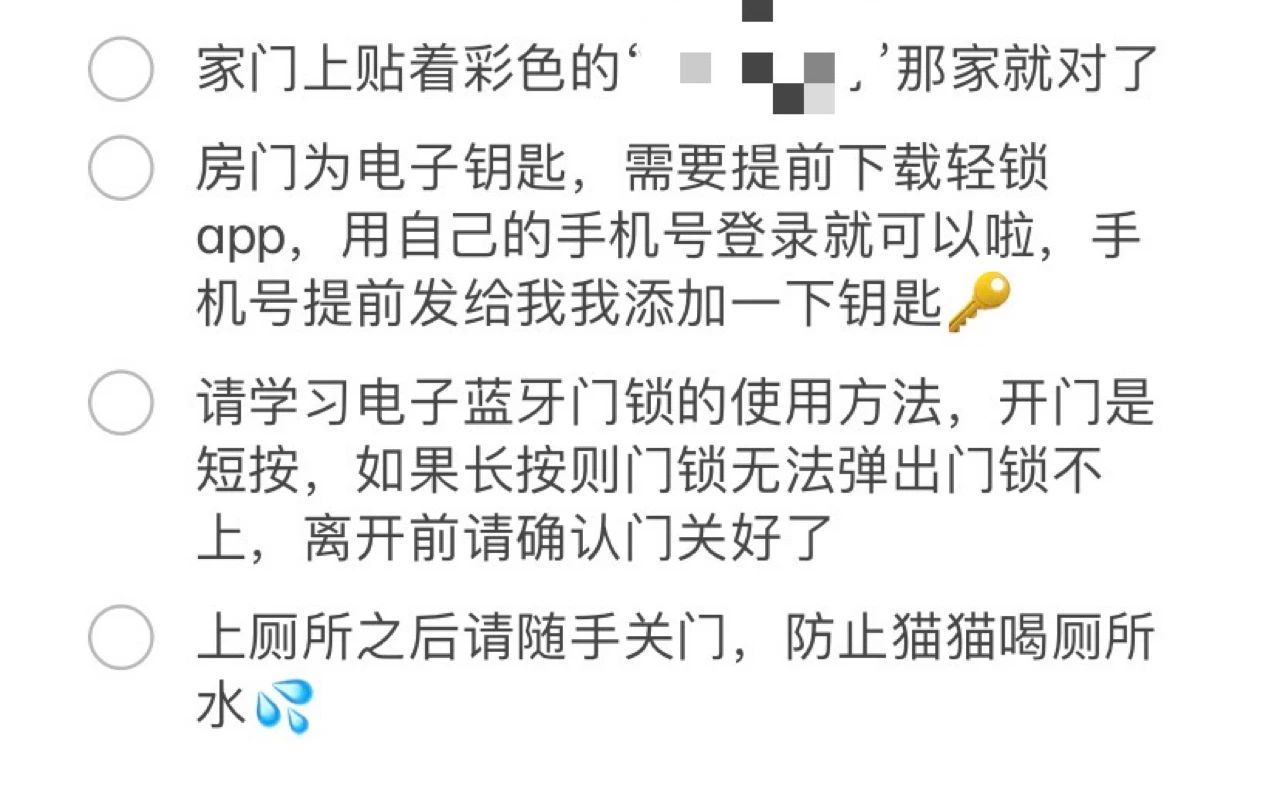 家门上贴着彩色的‘ ’那家就对了
房门为电子钥匙，需要提前下载轻锁
app，用自己的手机号登录就可以啦，手
机号提前发给我我添加一下钥匙🔑
请学习电子蓝牙门锁的使用方法，开门是
短按，如果长按则门锁无法弹出门锁不
上，离开前请确认门关好了
上厕所之后请随手关门，防止猫猫喝厕所
水💦